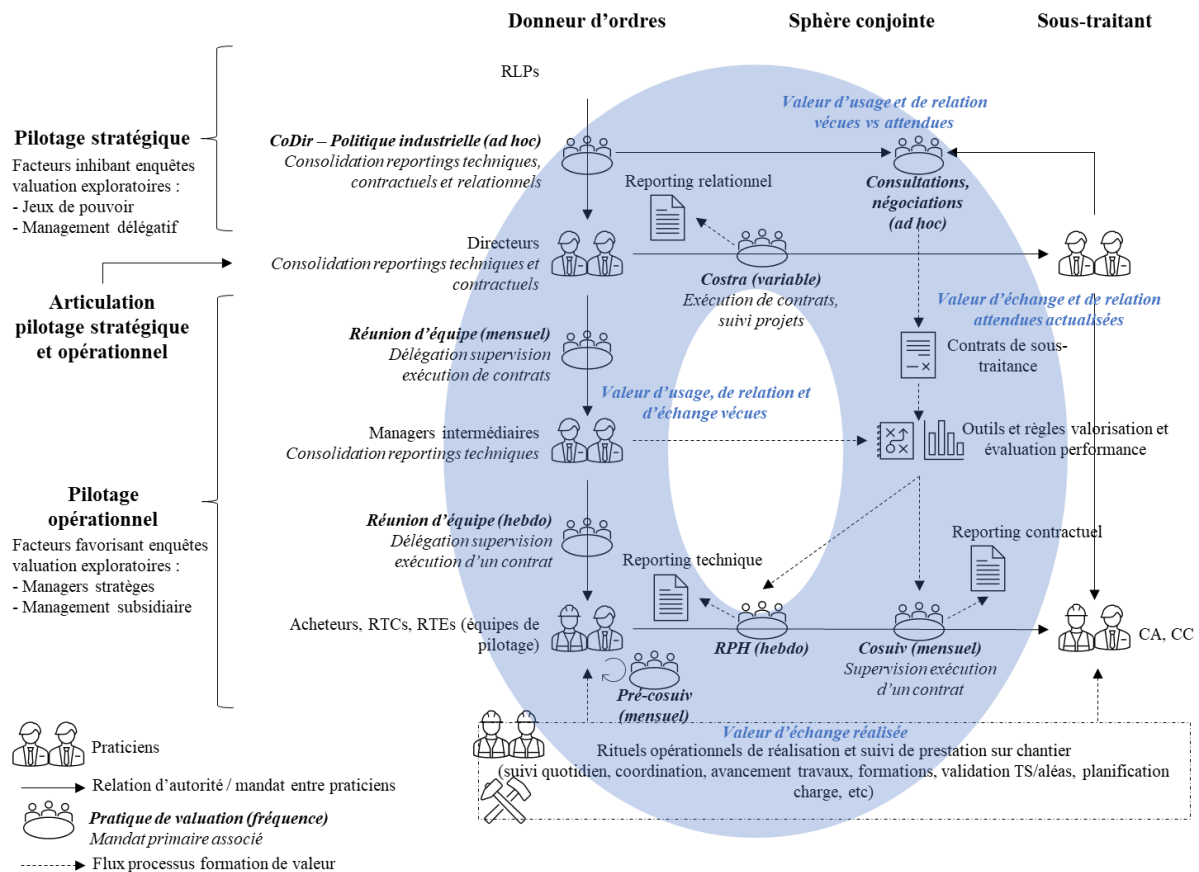 Donneur d'ordres
Sphère conjointe
Sous-traitant
RLPs
Pilotage stratégique
Facteurs inhibant enquêtes
valuation exploratoires :
- Jeux de pouvoir
- Management délégatif
CoDir – Politique industrielle (ad hoc)
Consolidation reportings techniques,
contractuels et relationnels
Valeur d'usage et de relation
vécues vs attendues
Reporting relationnel
Consultations,
négociations
(ad hoc)
Directeurs
Consolidation reportings techniques et
contractuels
Costra (variable)
Exécution de contrats,
suivi projets
Articulation
pilotage stratégique
et opérationnel
Valeur d'échange et de relation
attendues actualisées
Réunion d'équipe (mensuel)
Délégation supervision
exécution de contrats
Contrats de sous-
traitance
Valeur d'usage, de relation et
d'échange vécues
Managers intermédiaires
Consolidation reportings techniques
Outils et règles valorisation et
évaluation performance
Pilotage
opérationnel
Facteurs favorisant enquêtes
valuation exploratoires :
- Managers stratèges
- Management subsidiaire
Réunion d'équipe (hebdo)
Délégation supervision
exécution d'un contrat
Reporting technique
Reporting contractuel
Acheteurs, RTCs, RTEs (équipes de
pilotage)
RPH (hebdo)
Cosuiv (mensuel)
Supervision exécution
d'un contrat
CA, CC
Pré-cosuiv
(mensuel)
Valeur d'échange réalisée
Rituels opérationnels de réalisation et suivi de prestation sur chantier
(suivi quotidien, coordination, avancement travaux, formations, validation TS/aléas, planification
charge, etc)
Praticiens
Relation d'autorité / mandat entre praticiens
Pratique de valuation (fréquence)
Mandat primaire associé
Flux processus formation de valeur